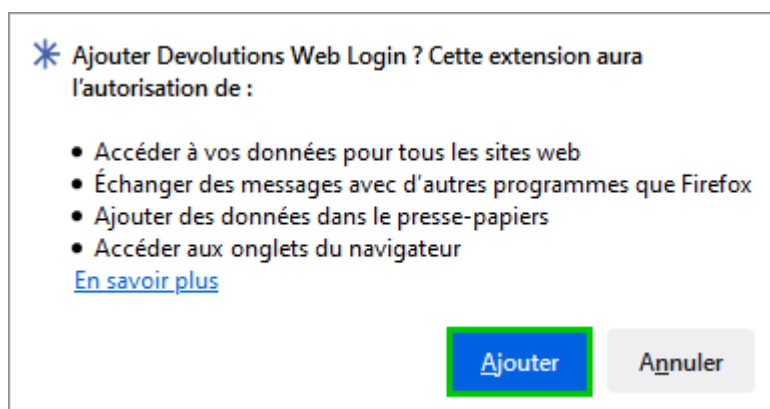 Ajouter Devolutions Web Login ? Cette extension aura
l'autorisation de :
• Accéder à vos données pour tous les sites web
• Échanger des messages avec d'autres programmes que Firefox
• Ajouter des données dans le presse-papiers
• Accéder aux onglets du navigateur
En savoir plus
Ajouter Annuler